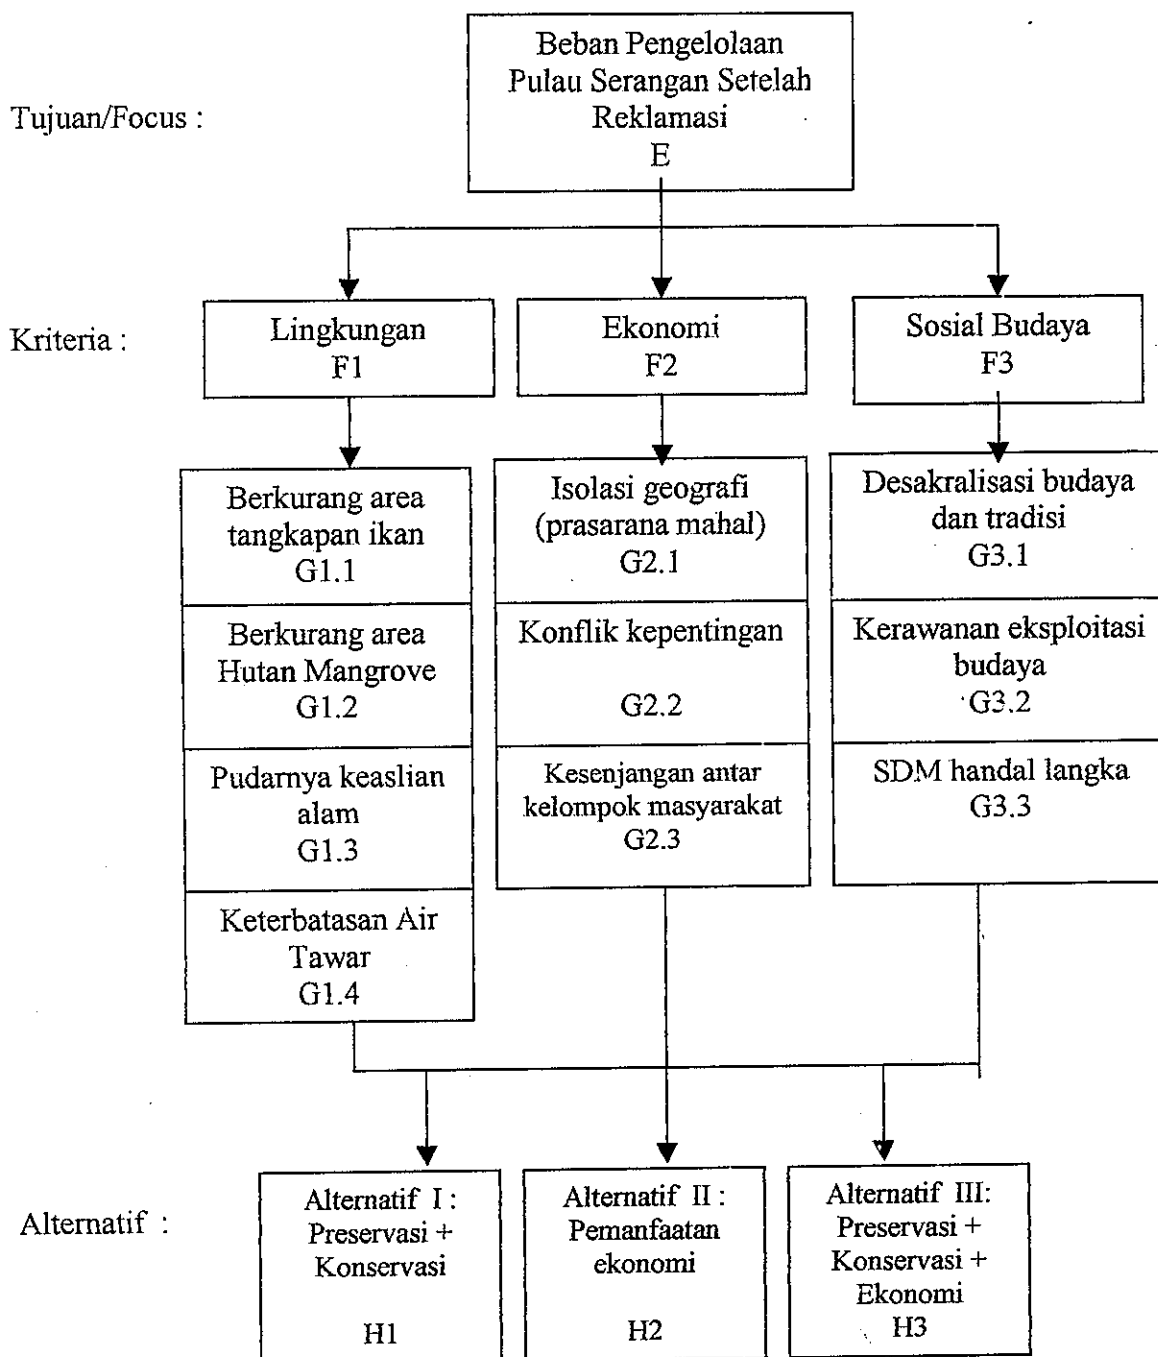 Beban Pengelolaan
Pulau Serangan Setelah
Reklamasi
E
Tujuan/Focus :
Kriteria :
Lingkungan
F1
Ekonomi
F2
Sosial Budaya
F3
Berkurang area
tangkapan ikan
G1.1
Berkurang area
Hutan Mangrove
G1.2
Pudarnya keaslian
alam
G1.3
Keterbatasan Air
Tawar
G1.4
Isolasi geografi
(prasarana mahal)
G2.1
Konflik kepentingan
G2.2
Kesenjangan antar
kelompok masyarakat
G2.3
Desakralisasi budaya
dan tradisi
G3.1
Kerawanan eksploitasi
budaya
G3.2
SDM handal langka
G3.3
Alternatif :
Alternatif I :
Preservasi +
Konservasi
H1
Alternatif II :
Pemanfaatan
ekonomi
H2
Alternatif III:
Preservasi +
Konservasi +
Ekonomi
H3